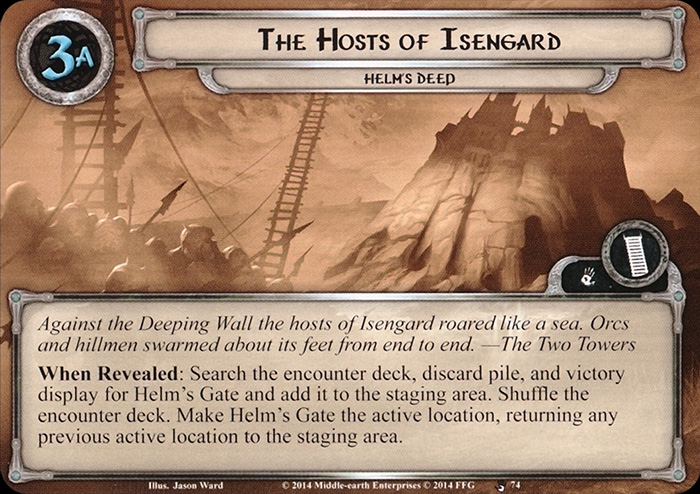 3A
The Hosts of Isengard
Helm's Deep
Against the Deeping Wall the hosts of Isengard roared like a sea. Orcs
and hillmen swarmed about its feet from end to end. —The Two Towers
When Revealed: Search the encounter deck, discard pile, and victory
display for Helm's Gate and add it to the staging area. Shuffle the
encounter deck. Make Helm's Gate the active location, returning any
previous active location to the staging area.
Illus. Jason Ward © 2014 Middle-earth Enterprises © 2014 FFG 74